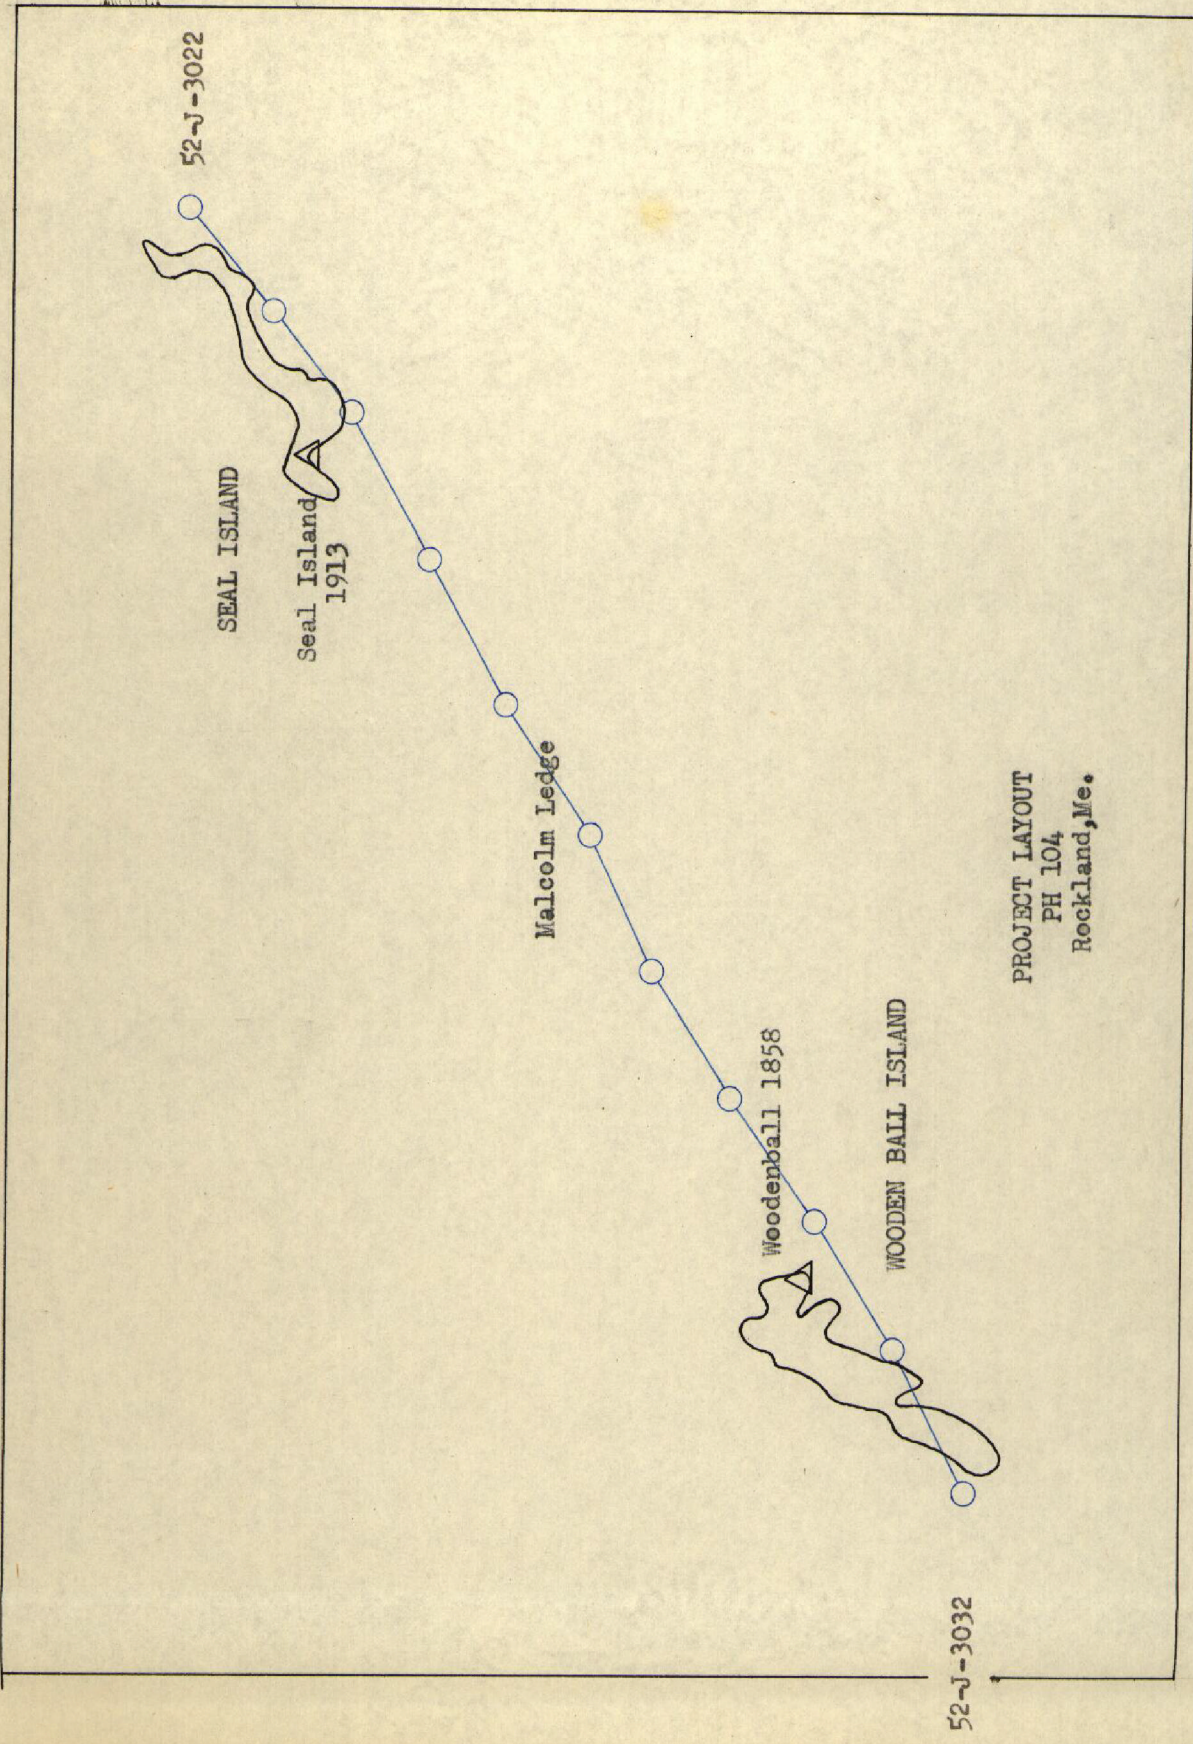 52-J-3022
SEAL ISLAND
Seal Island
1913
Malcolm Ledge
Woodenball 1858
WOODEN BALL ISLAND
52-J-3032
PROJECT LAYOUT
PH 104
Rockland,Me.